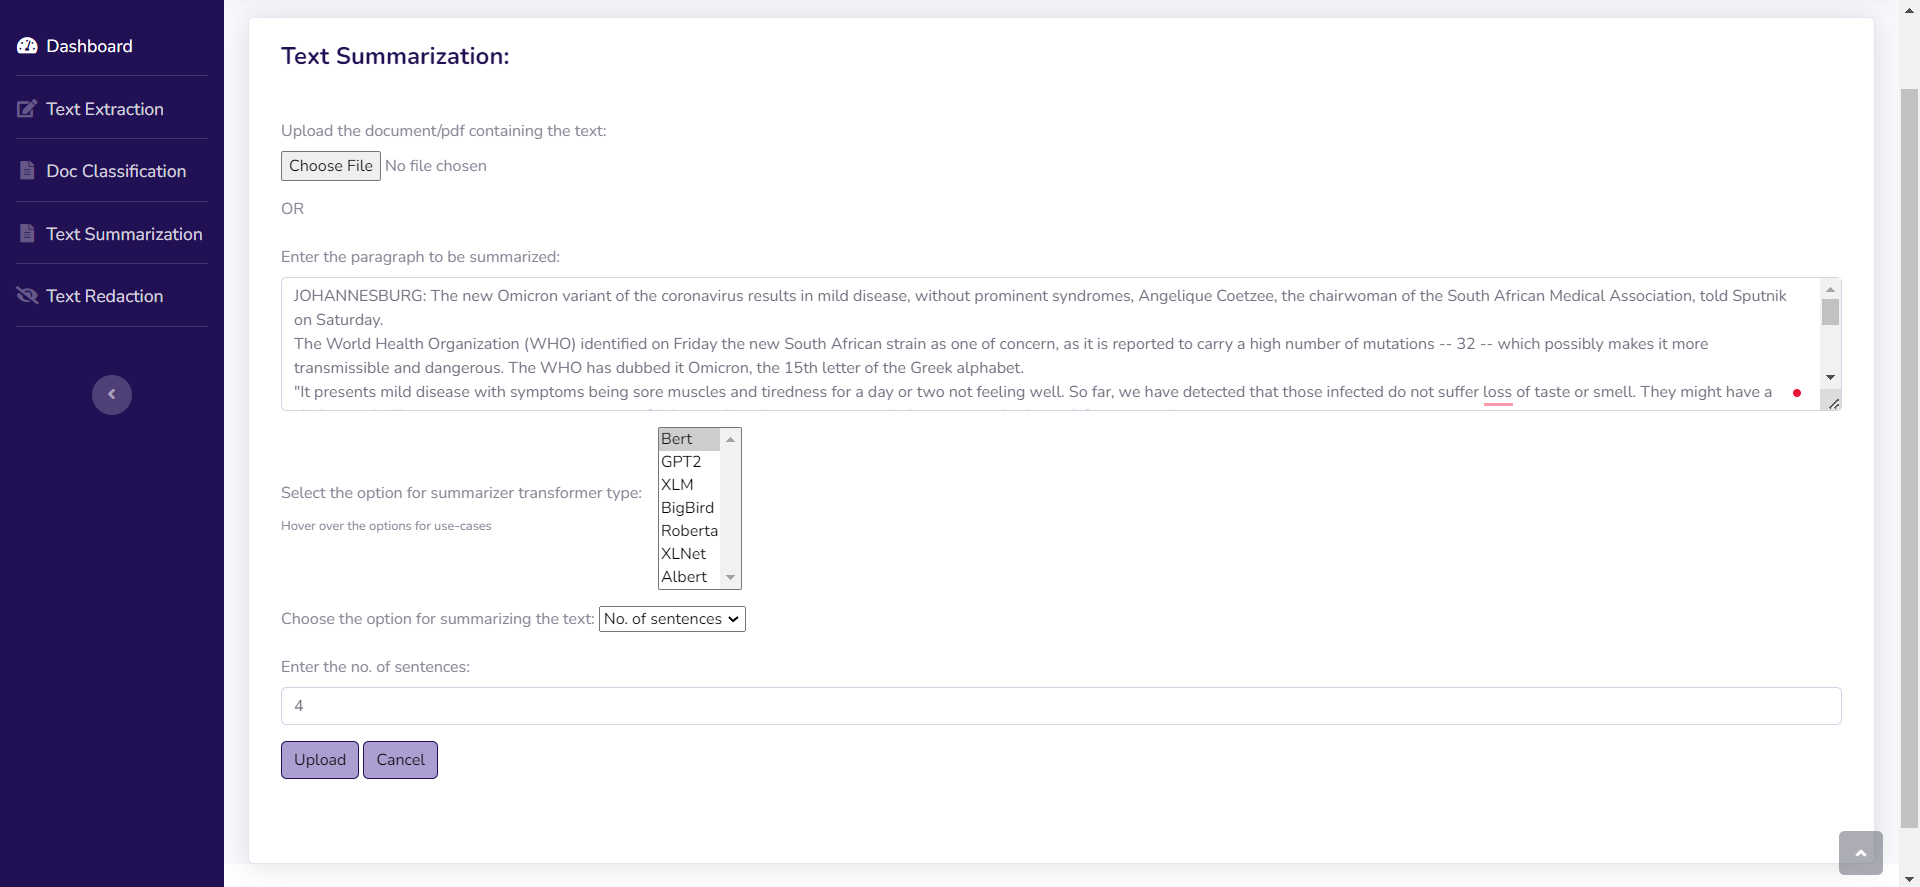 Dashboard
Text Extraction
Doc Classification
Text Summarization
Text Redaction
Text Summarization:
Upload the document/pdf containing the text:
Choose File No file chosen
OR
Enter the paragraph to be summarized:
JOHANNESBURG: The new Omicron variant of the coronavirus results in mild disease, without prominent syndromes, Angelique Coetzee, the chairwoman of the South African Medical Association, told Sputnik
on Saturday.
The World Health Organization (WHO) identified on Friday the new South African strain as one of concern, as it is reported to carry a high number of mutations -- 32 -- which possibly makes it more
transmissible and dangerous. The WHO has dubbed it Omicron, the 15th letter of the Greek alphabet.
"It presents mild disease with symptoms being sore muscles and tiredness for a day or two not feeling well. So far, we have detected that those infected do not suffer loss of taste or smell. They might have a
Bert
GPT2
XLM
BigBird
Roberta
XLNet
Albert
Select the option for summarizer transformer type:
Hover over the options for use-cases
Choose the option for summarizing the text: No. of sentences
Enter the no. of sentences:
4
Upload Cancel